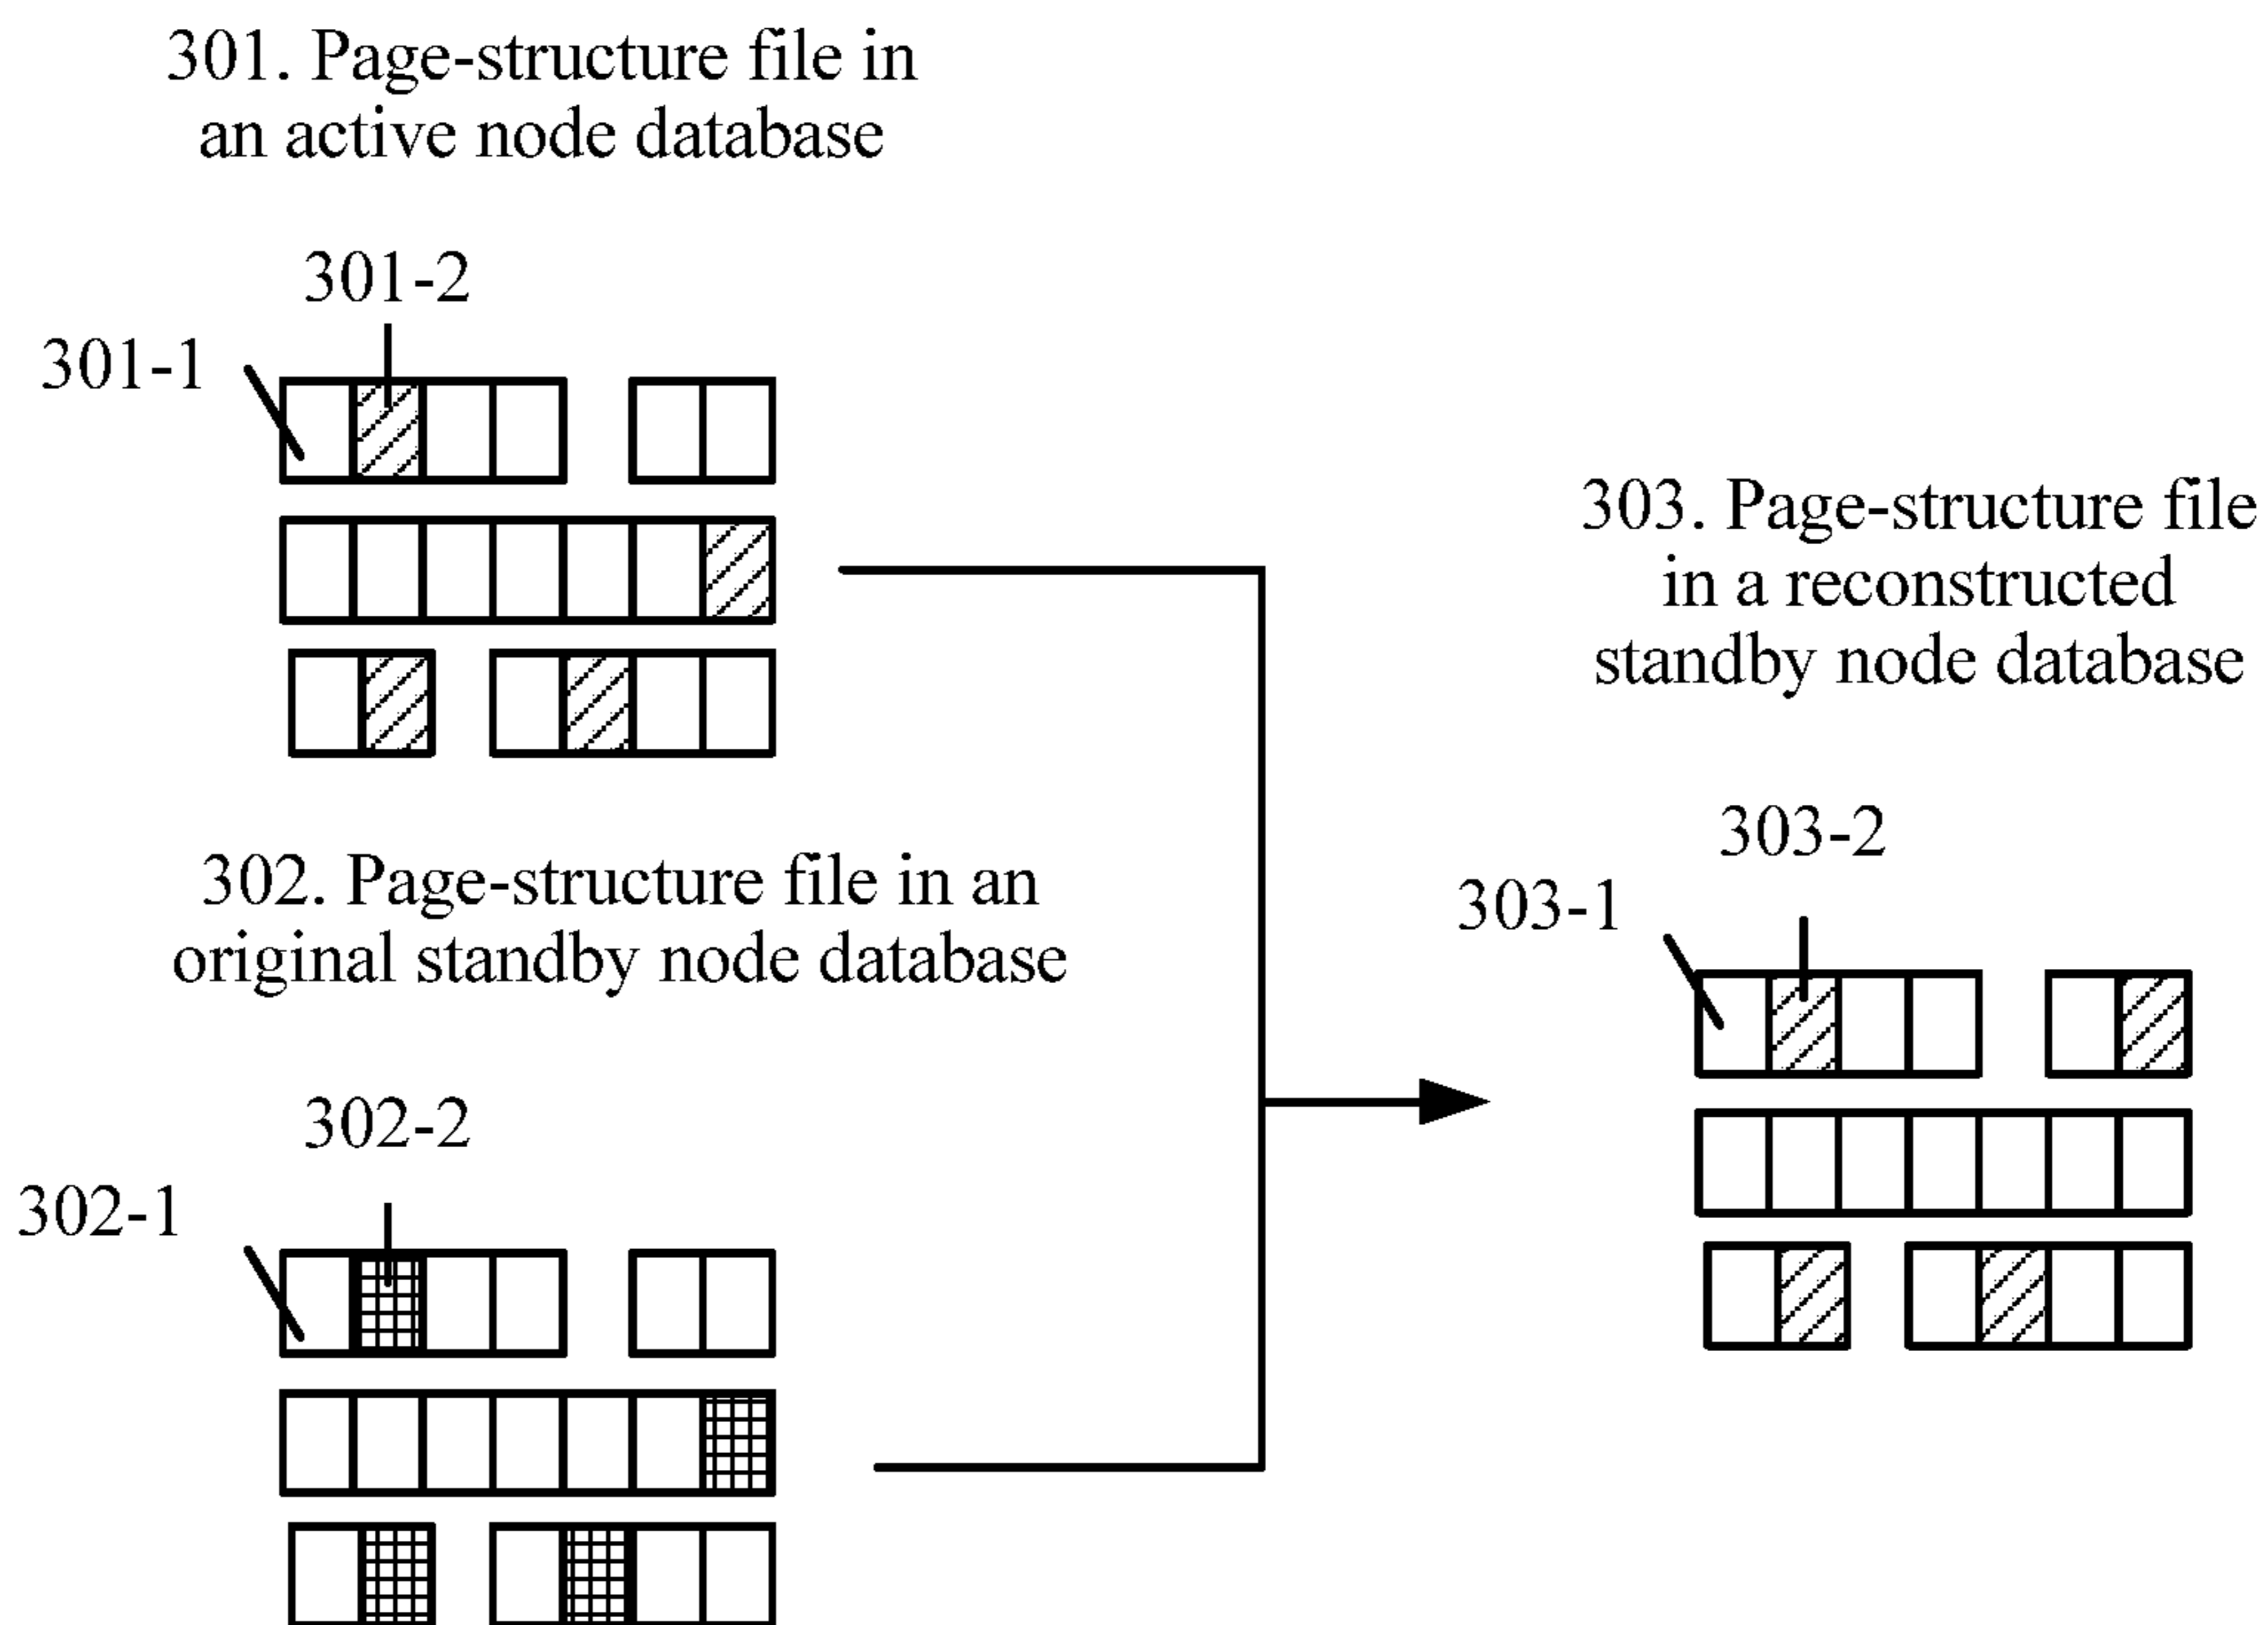 301. Page-structure file in
an active node database
301-2
301-1
302. Page-structure file in an
original standby node database
302-2
302-1
303. Page-structure file
in a reconstructed
standby node database
303-2
303-1